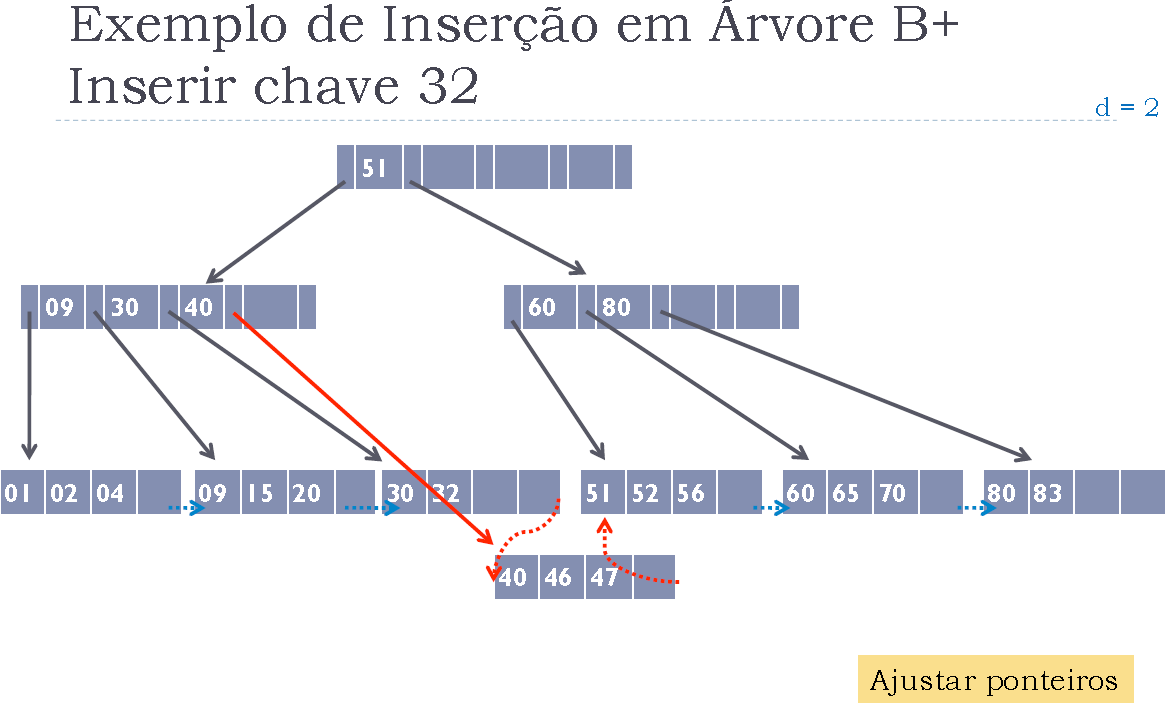 Exemplo de Inserção em Árvore B+
Inserir chave 32
d = 2
51
09 30 40
60 80
01 02 04
09 15 20
30 32
51 52 56
60 65 70
80 83
40 46 47
Ajustar ponteiros